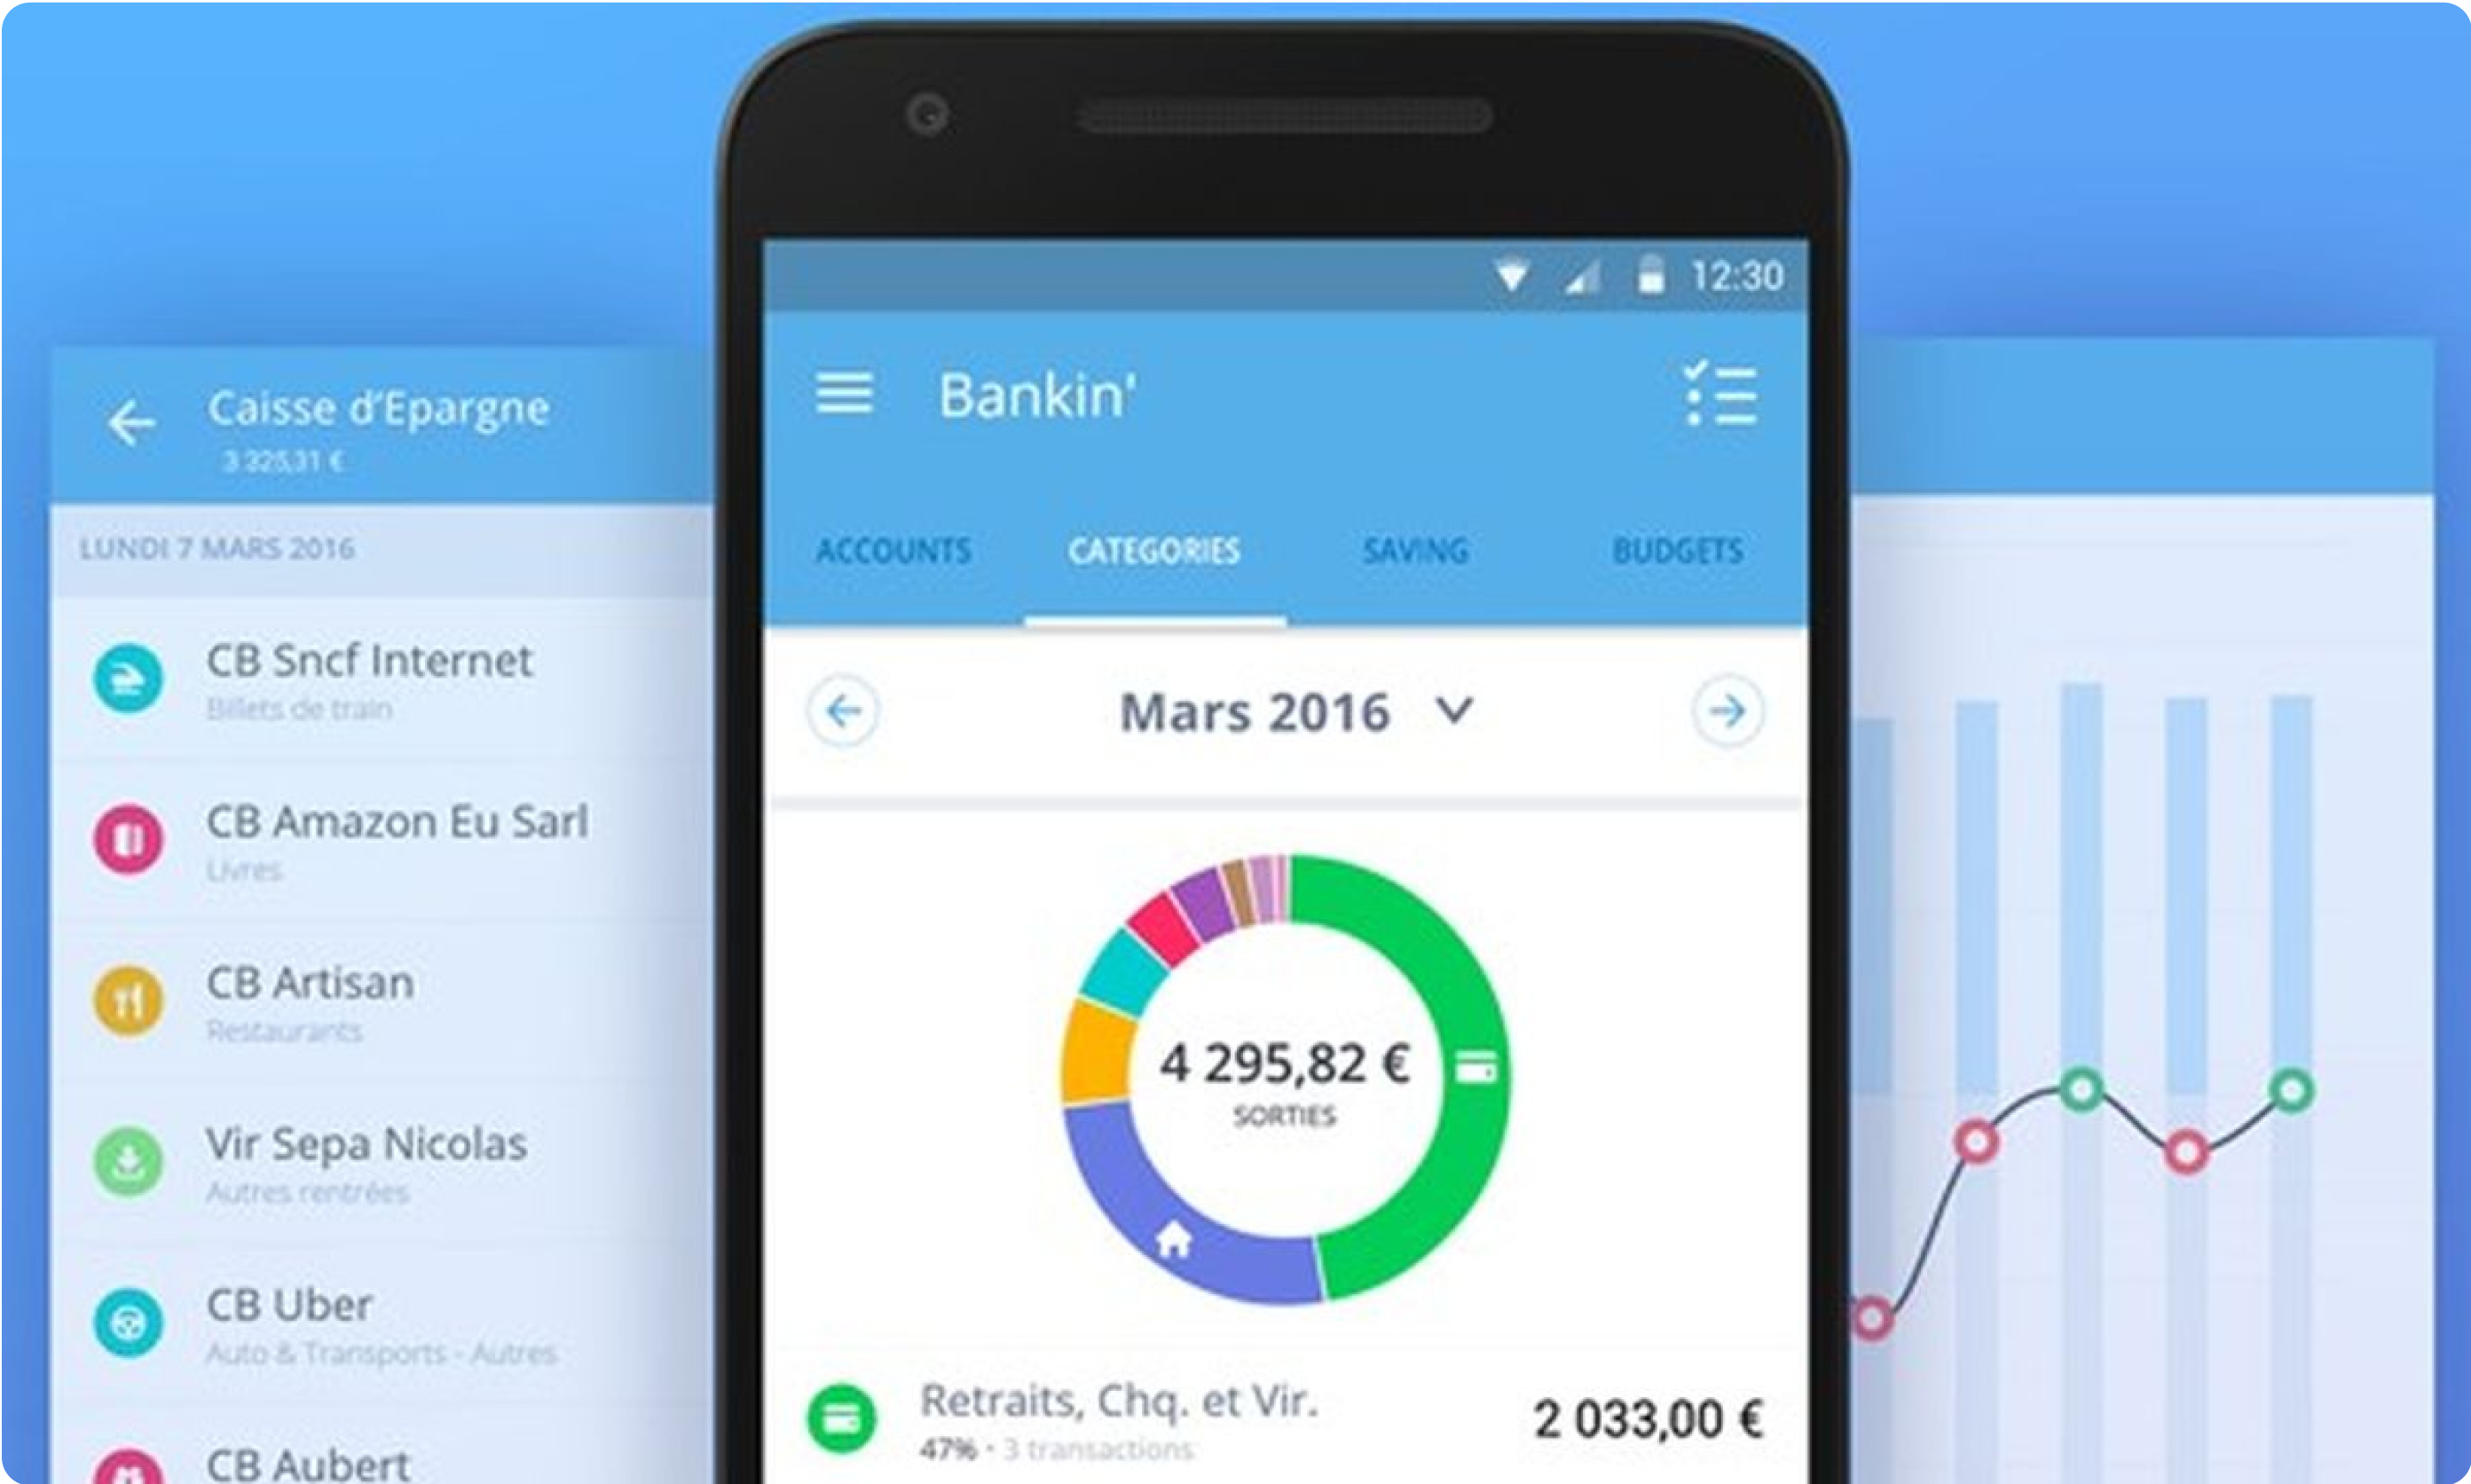 Caisse d'Epargne
3 325,31 €
LUNDI 7 MARS 2016
CB Sncf Internet
Billets de train
CB Amazon Eu Sarl
Livres
CB Artisan
Restaurants
Vir Sepa Nicolas
Autres rentrées
CB Uber
Auto & Transports - Autres
CB Aubert
12:30
Bankin'
ACCOUNTS CATEGORIES SAVING BUDGETS
Mars 2016
4 295,82 €
SORTIES
Retraits, Chq. et Vir.
2 033,00 €
47% • 3 transactions